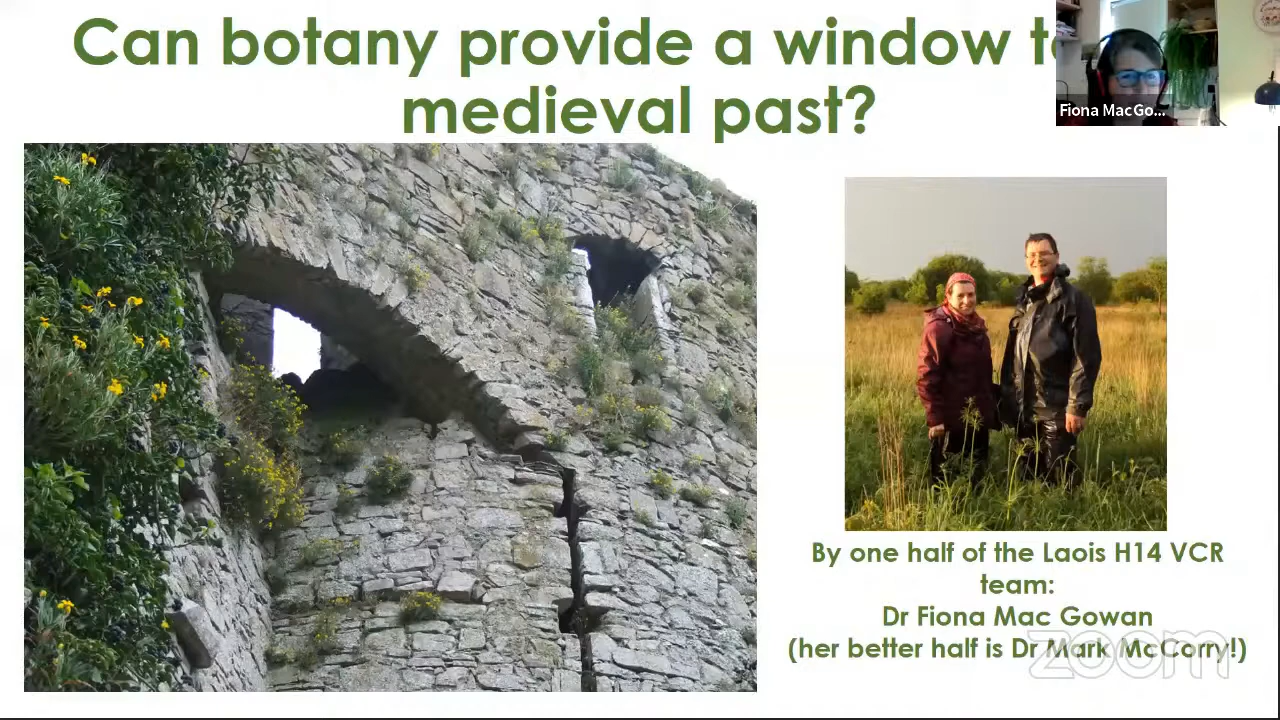 Can botany provide a window
medieval past?
Fiona MacGo...
By one half of the Laois H14 VCR
team:
Dr Fiona Mac Gowan
(her better half is Dr Mark McCorry!)
zoom